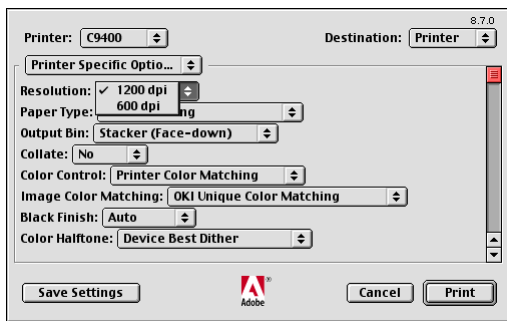 8.7.0
Printer: C9400 Destination: Printer
Printer Specific Optio...
Resolution: ✓ 1200 dpi
600 dpi
Paper Type: ng
Output Bin: Stacker (Face-down)
Collate: No
Color Control: Printer Color Matching
Image Color Matching: OKI Unique Color Matching
Black Finish: Auto
Color Halftone: Device Best Dither
Save Settings Adobe® Cancel Print